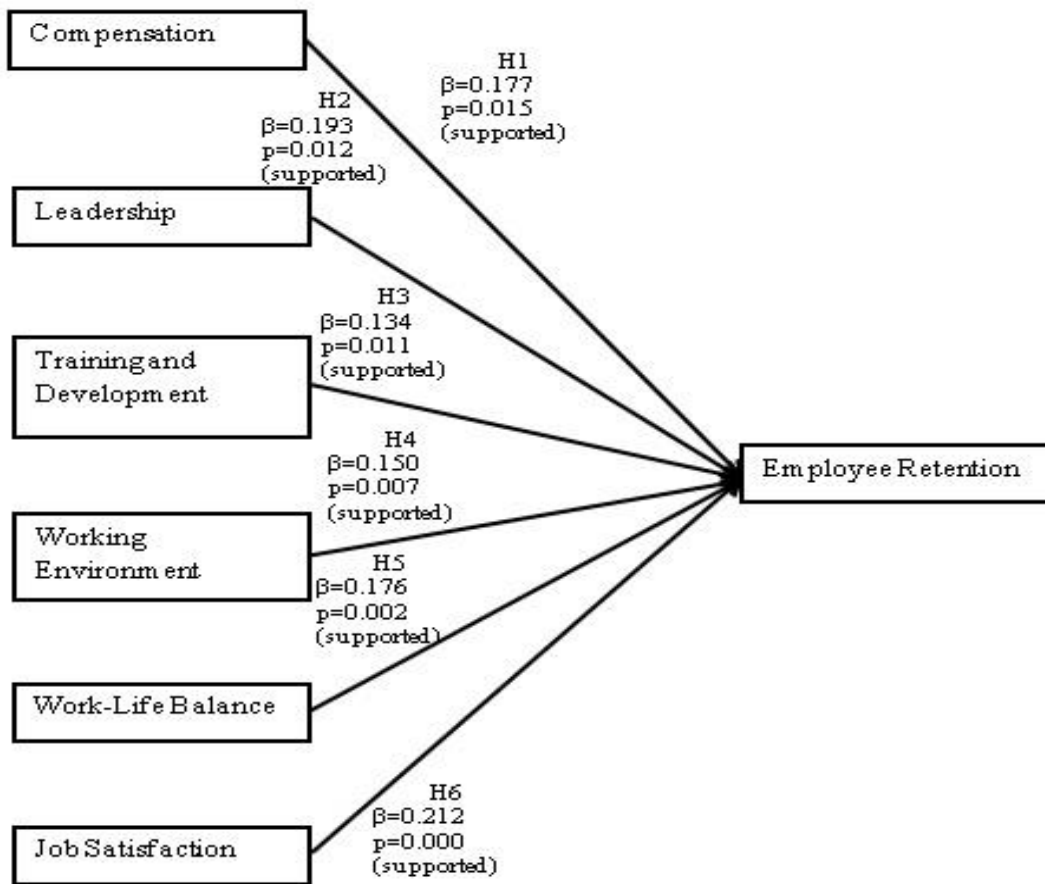 Compensation
H1
β=0.177
p=0.015
(supported)
H2
β=0.193
p=0.012
(supported)
Leadership
H3
β=0.134
p=0.011
(supported)
Training and
Development
H4
β=0.150
p=0.007
(supported)
Employee Retention
Working
Environment
H5
β=0.176
p=0.002
(supported)
Work-Life Balance
H6
β=0.212
p=0.000
(supported)
Job Satisfaction